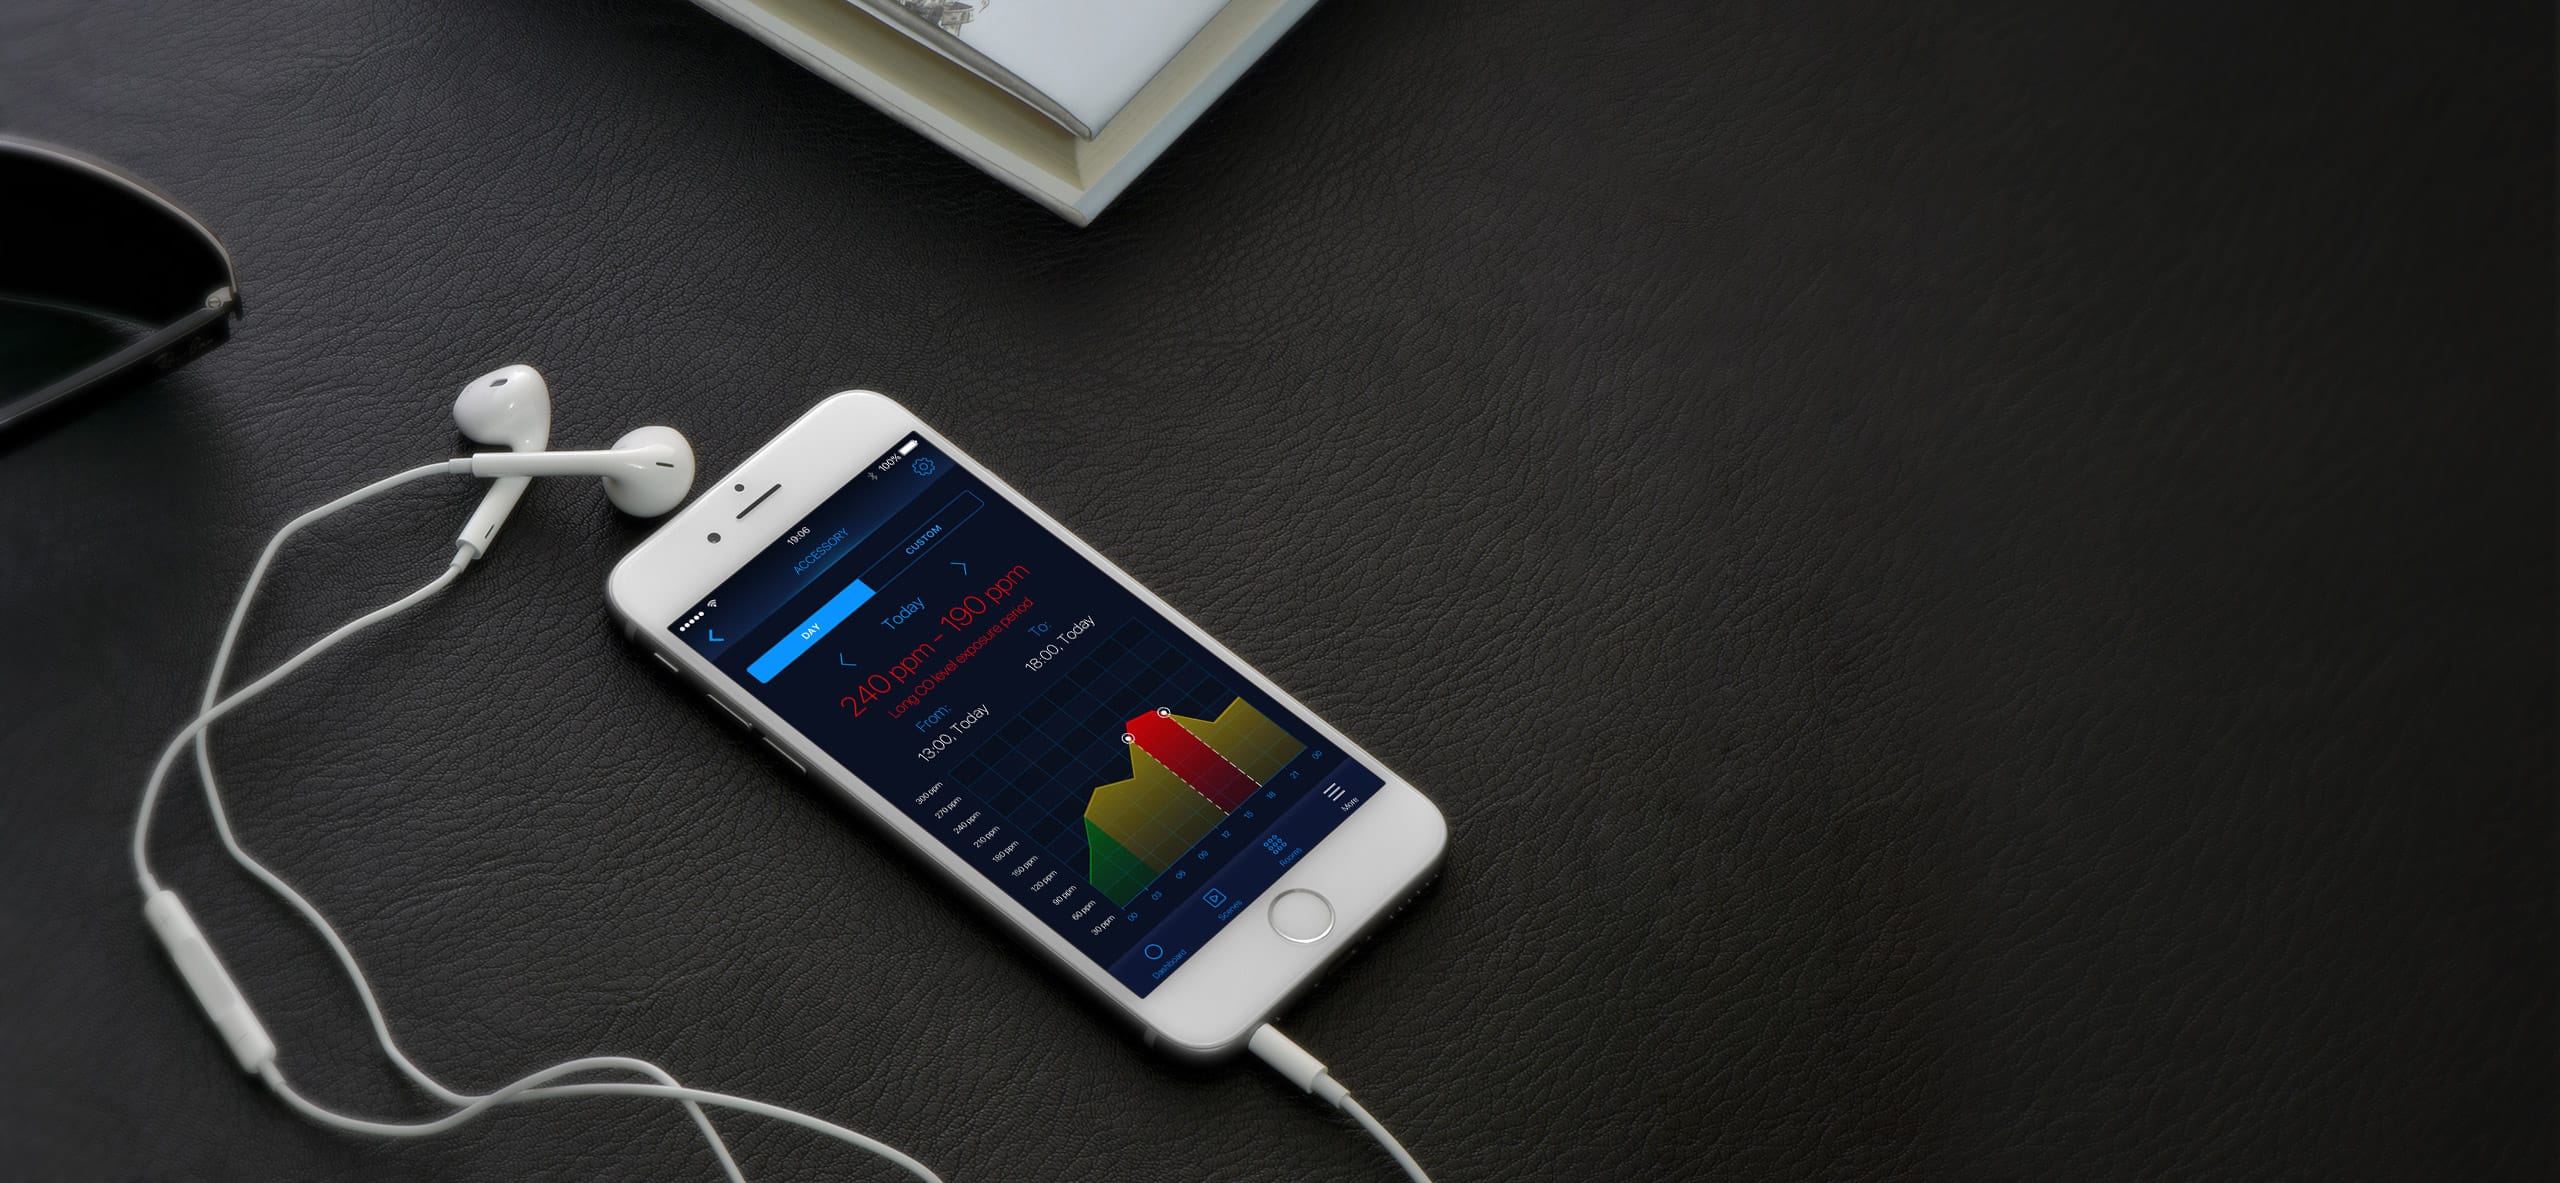 19:06
100%
ACCESSORY
DAY
CUSTOM
Today
240 ppm - 190 ppm
Long CO level exposure period
From:
To:
13:00, Today
18:00, Today
300 ppm
270 ppm
240 ppm
210 ppm
180 ppm
150 ppm
120 ppm
90 ppm
60 ppm
30 ppm
00
03
06
09
12
15
18
21
00
Dashboard
Scenes
Rooms
More
Ray-Ban